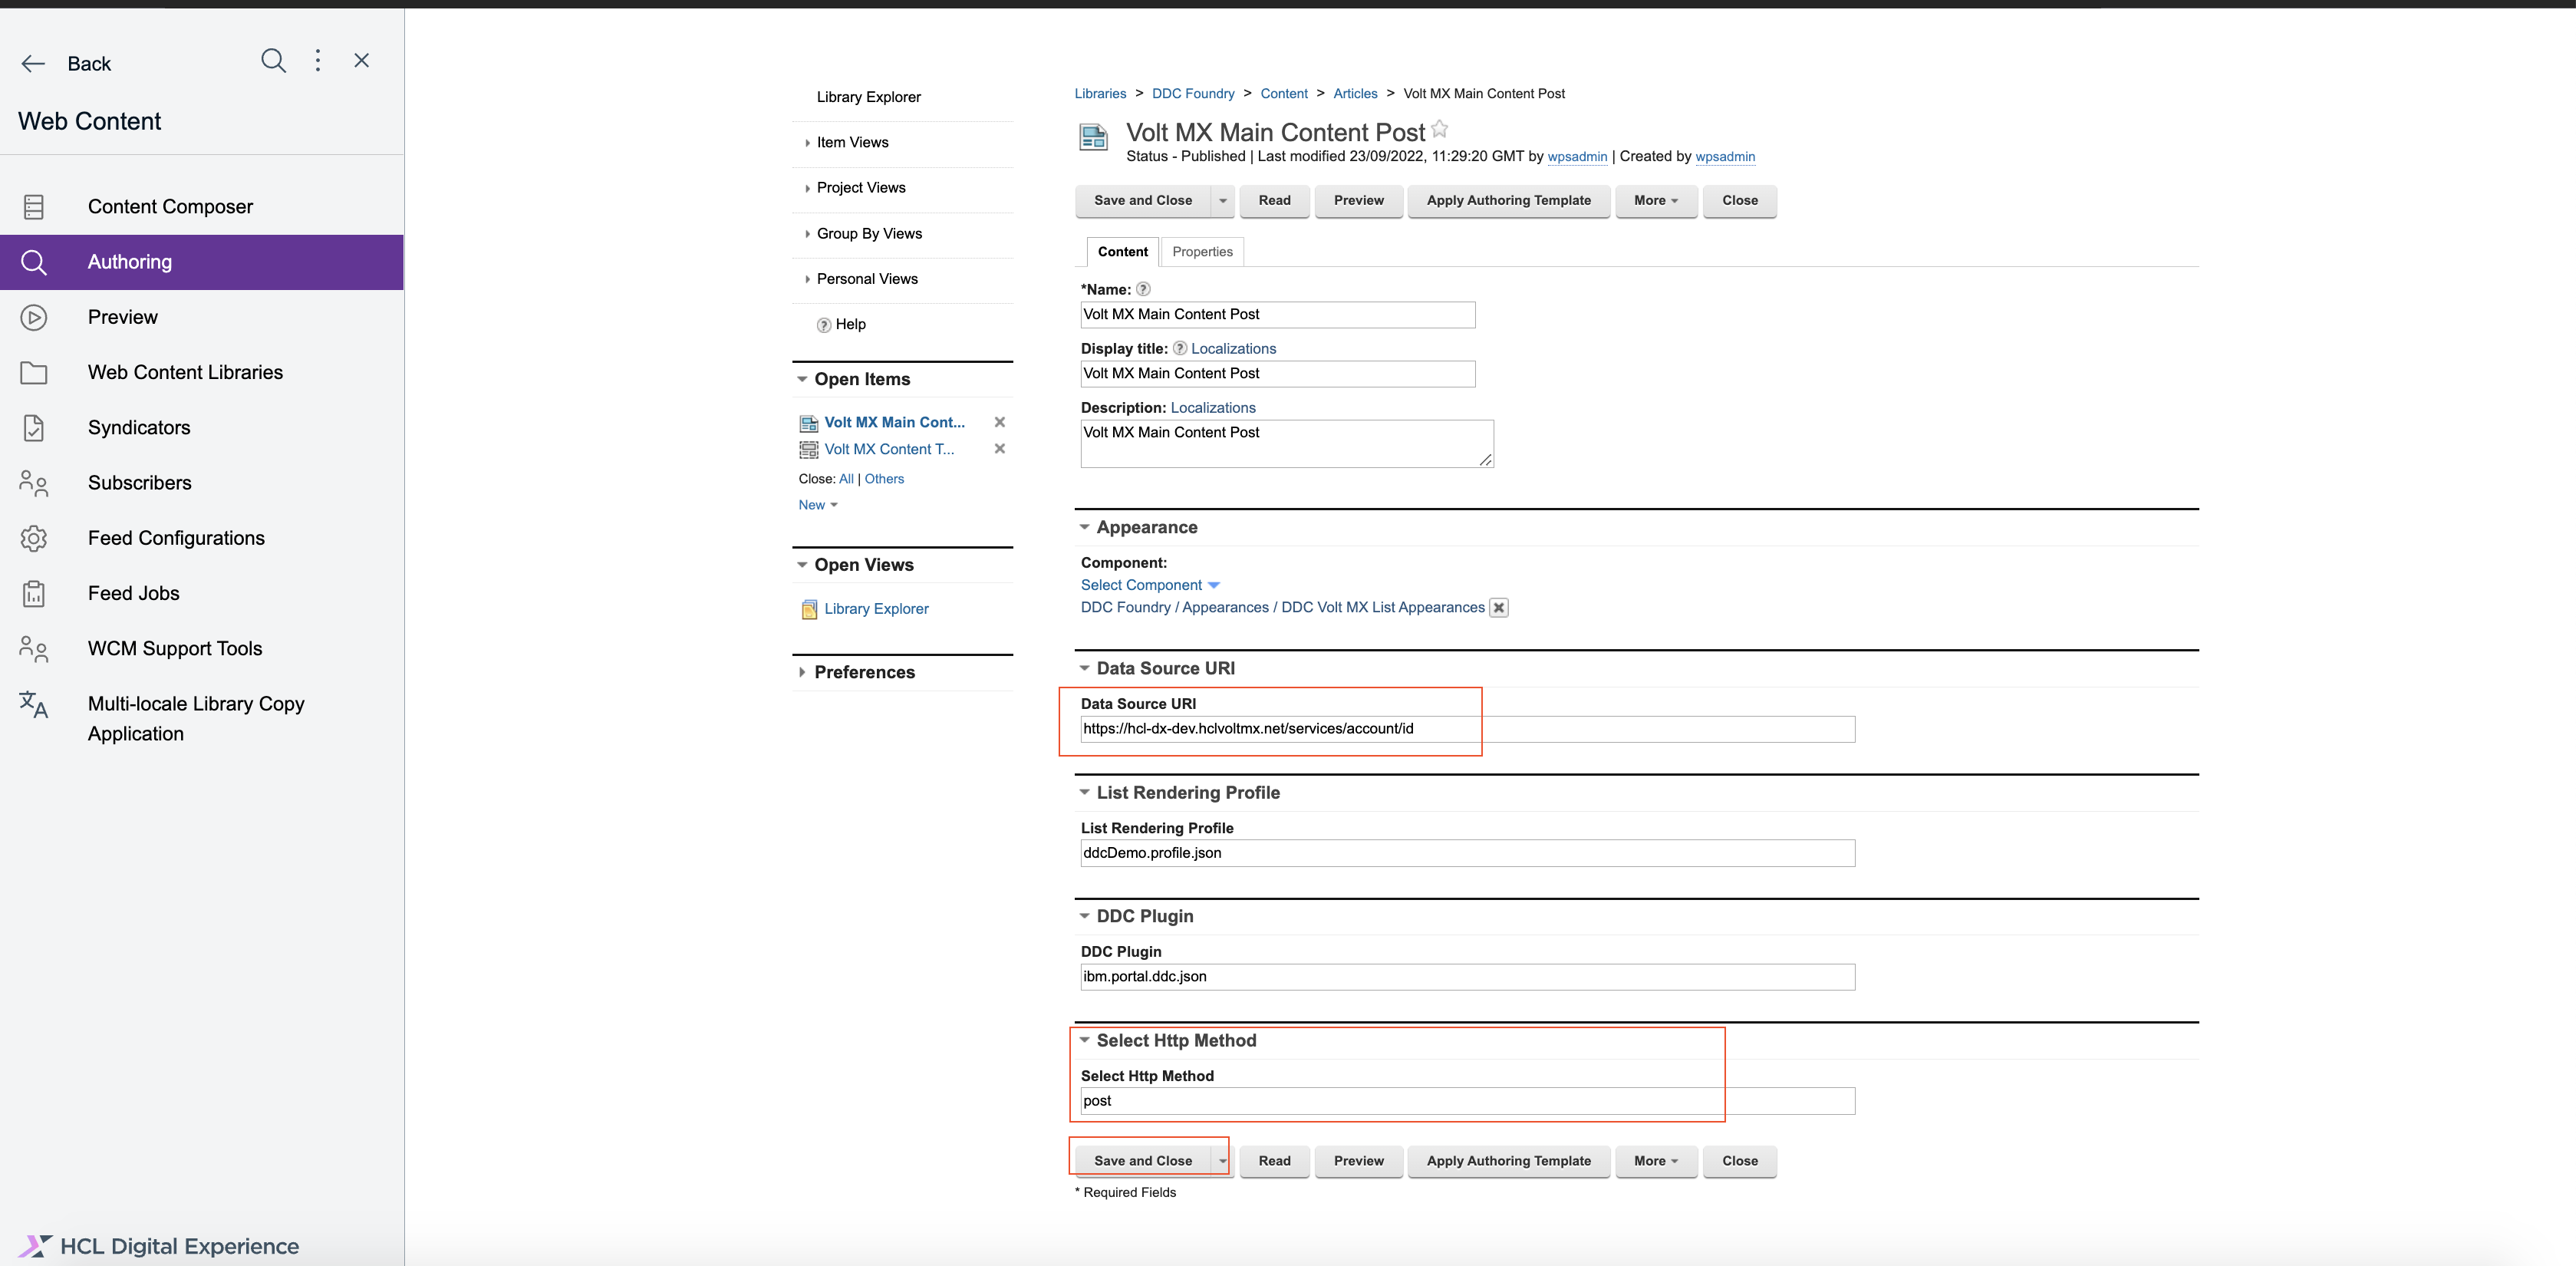 Back
Web Content
Content Composer
Authoring
Preview
Web Content Libraries
Syndicators
Subscribers
Feed Configurations
Feed Jobs
WCM Support Tools
Multi-locale Library Copy
Application
HCL Digital Experience
Library Explorer
Item Views
Project Views
Group By Views
Personal Views
? Help
Open Items
Volt MX Main Cont...
Volt MX Content T...
Close: All | Others
New
Open Views
Library Explorer
Preferences
Libraries > DDC Foundry > Content > Articles > Volt MX Main Content Post
Volt MX Main Content Post
Status - Published | Last modified 23/09/2022, 11:29:20 GMT by wpsadmin | Created by wpsadmin
Save and Close Read Preview Apply Authoring Template More Close
Content Properties
*Name: ?
Volt MX Main Content Post
Display title: ? Localizations
Volt MX Main Content Post
Description: Localizations
Volt MX Main Content Post
Appearance
Component:
Select Component
DDC Foundry / Appearances / DDC Volt MX List Appearances
Data Source URI
Data Source URI
https://hcl-dx-dev.hclvoltmx.net/services/account/id
List Rendering Profile
List Rendering Profile
ddcDemo.profile.json
DDC Plugin
DDC Plugin
ibm.portal.ddc.json
Select Http Method
Select Http Method
post
Save and Close Read Preview Apply Authoring Template More Close
* Required Fields